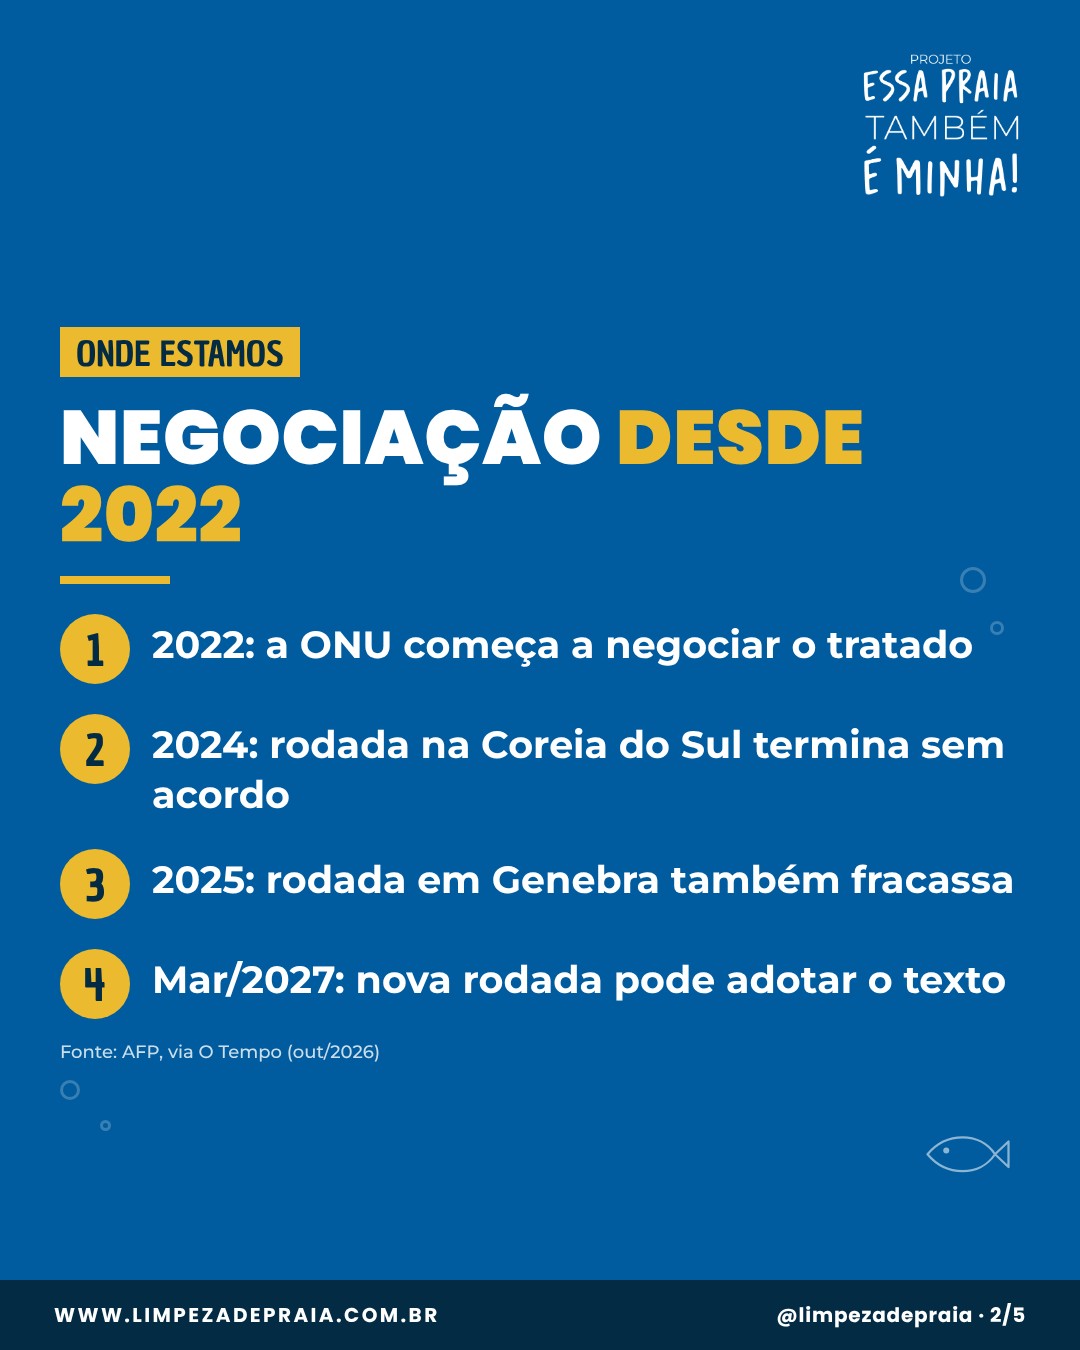 PROJETO
ESSA PRAIA
TAMBÉM
É MINHA!
ONDE ESTAMOS
NEGOCIAÇÃO DESDE
2022
1 2022: a ONU começa a negociar o tratado
2 2024: rodada na Coreia do Sul termina sem
acordo
3 2025: rodada em Genebra também fracassa
4 Mar/2027: nova rodada pode adotar o texto
Fonte: AFP, via O Tempo (out/2026)
WWW.LIMPEZADEPRAIA.COM.BR
@limpezadepraia · 2/5